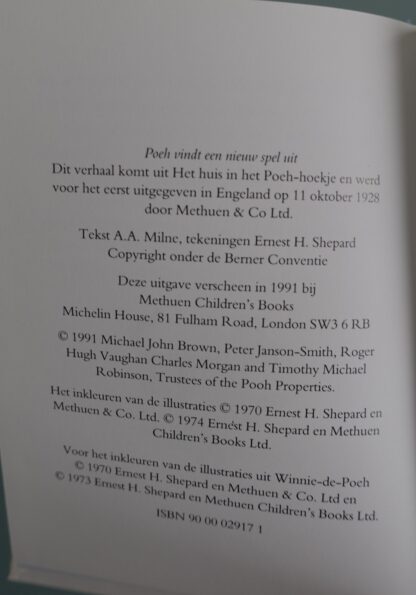 Poeh vindt een nieuw spel uit
Dit verhaal komt uit Het huis in het Poeh-hoekje en werd
voor het eerst uitgegeven in Engeland op 11 oktober 1928
door Methuen & Co Ltd.
Tekst A.A. Milne, tekeningen Ernest H. Shepard
Copyright onder de Berner Conventie
Deze uitgave verscheen in 1991 bij
Methuen Children's Books
Michelin House, 81 Fulham Road, London SW3 6 RB
© 1991 Michael John Brown, Peter Janson-Smith, Roger
Hugh Vaughan Charles Morgan and Timothy Michael
Robinson, Trustees of the Pooh Properties.
Het inkleuren van de illustraties © 1970 Ernest H. Shepard en
Methuen & Co. Ltd. © 1974 Ernest H. Shepard en Methuen
Children's Books Ltd.
Voor het inkleuren van de illustraties uit Winnie-de-Poeh
© 1970 Ernest H. Shepard en Methuen & Co. Ltd en
© 1973 Ernest H. Shepard en Methuen Children's Books Ltd.
ISBN 90 00 02917 1